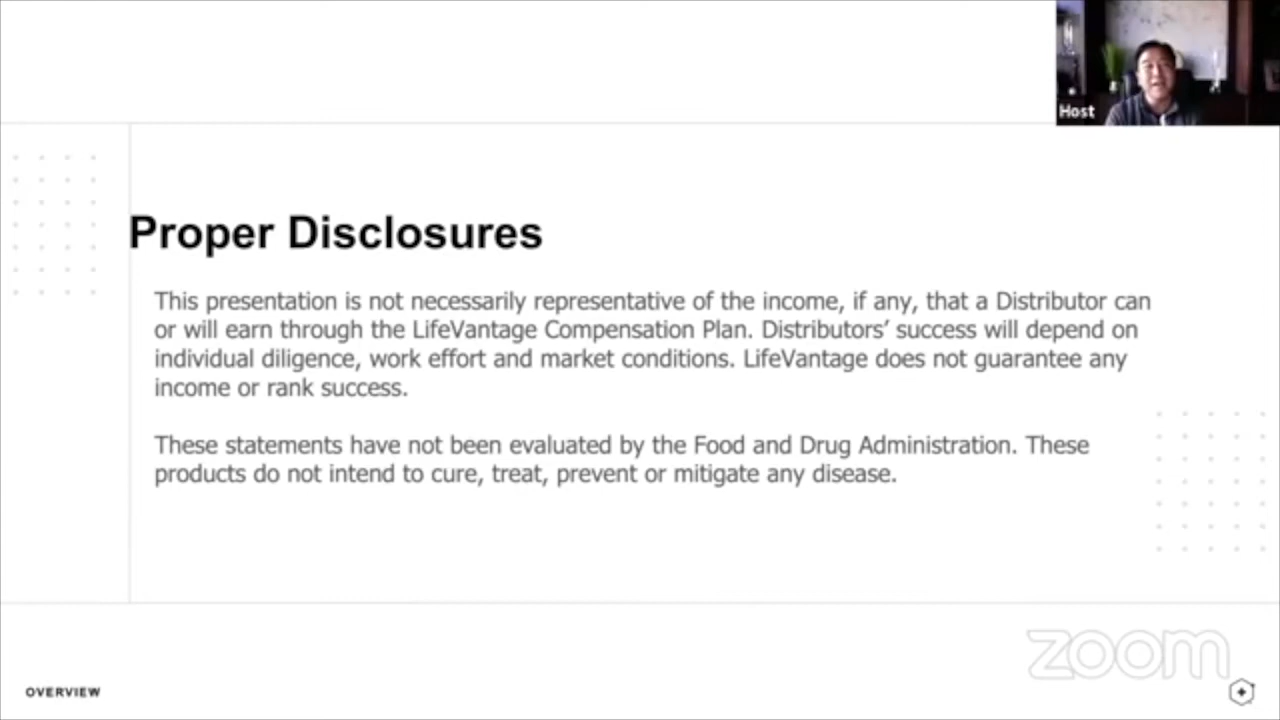 Host
Proper Disclosures
This presentation is not necessarily representative of the income, if any, that a Distributor can
or will earn through the LifeVantage Compensation Plan. Distributors’ success will depend on
individual diligence, work effort and market conditions. LifeVantage does not guarantee any
income or rank success.
These statements have not been evaluated by the Food and Drug Administration. These
products do not intend to cure, treat, prevent or mitigate any disease.
zoom
OVERVIEW